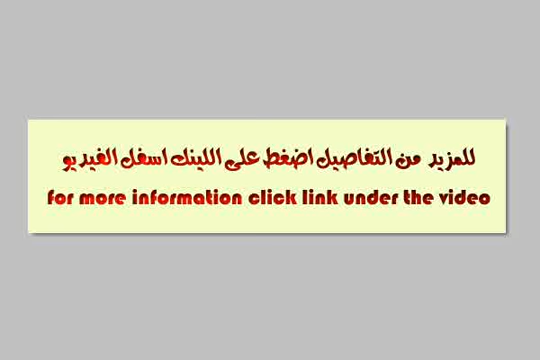 للمزيد من التفاصيل اضغط على اللينك اسفل الفيديو
for more information click link under the video